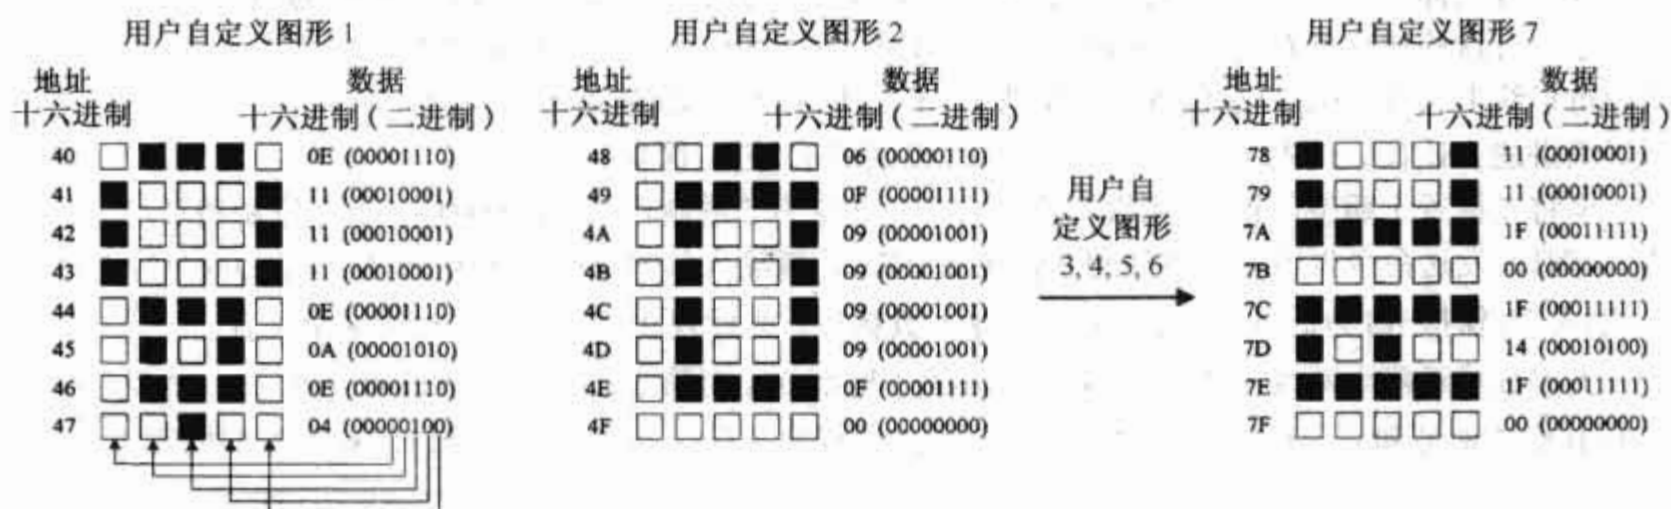 用户自定义图形 1
地址
十六进制
数据
十六进制(二进制)
40 0E (00001110)
41 11 (00010001)
42 11 (00010001)
43 11 (00010001)
44 0E (00001110)
45 0A (00001010)
46 0E (00001110)
47 04 (00000100)
用户自定义图形 2
地址
十六进制
数据
十六进制(二进制)
48 06 (00000110)
49 0F (00001111)
4A 09 (00001001)
4B 09 (00001001)
4C 09 (00001001)
4D 09 (00001001)
4E 0F (00001111)
4F 00 (00000000)
用户自
定义图形
3, 4, 5, 6
用户自定义图形 7
地址
十六进制
数据
十六进制(二进制)
78 11 (00010001)
79 11 (00010001)
7A 1F (00011111)
7B 00 (00000000)
7C 1F (00011111)
7D 14 (00010100)
7E 1F (00011111)
7F 00 (00000000)